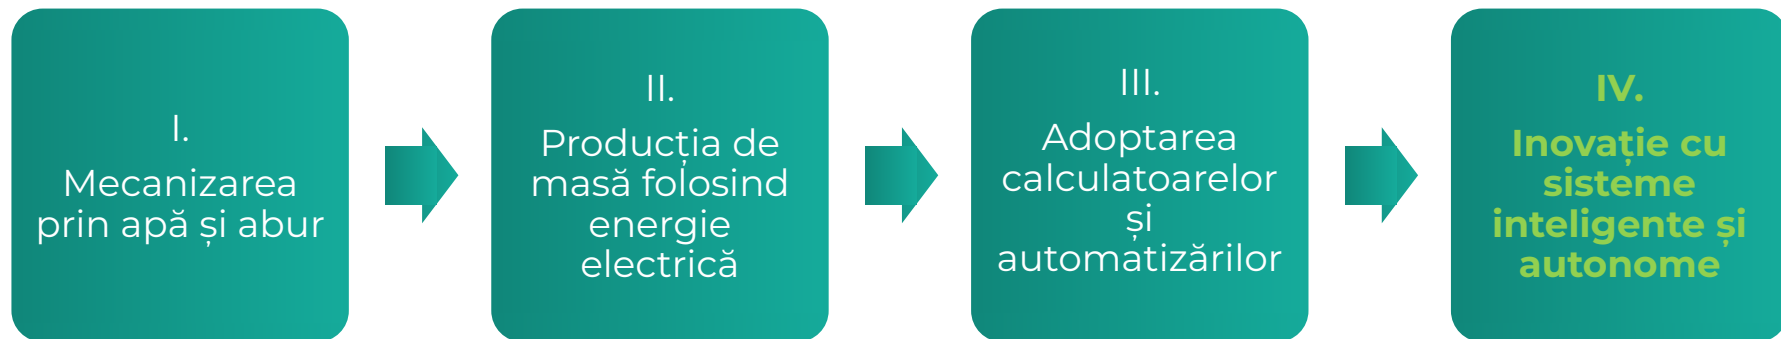 I.
Mecanizarea
prin apă și abur
II.
Producția de
masă folosind
energie
electrică
III.
Adoptarea
calculatoarelor
și
automatizărilor
IV.
Inovație cu
sisteme
inteligente și
autonome